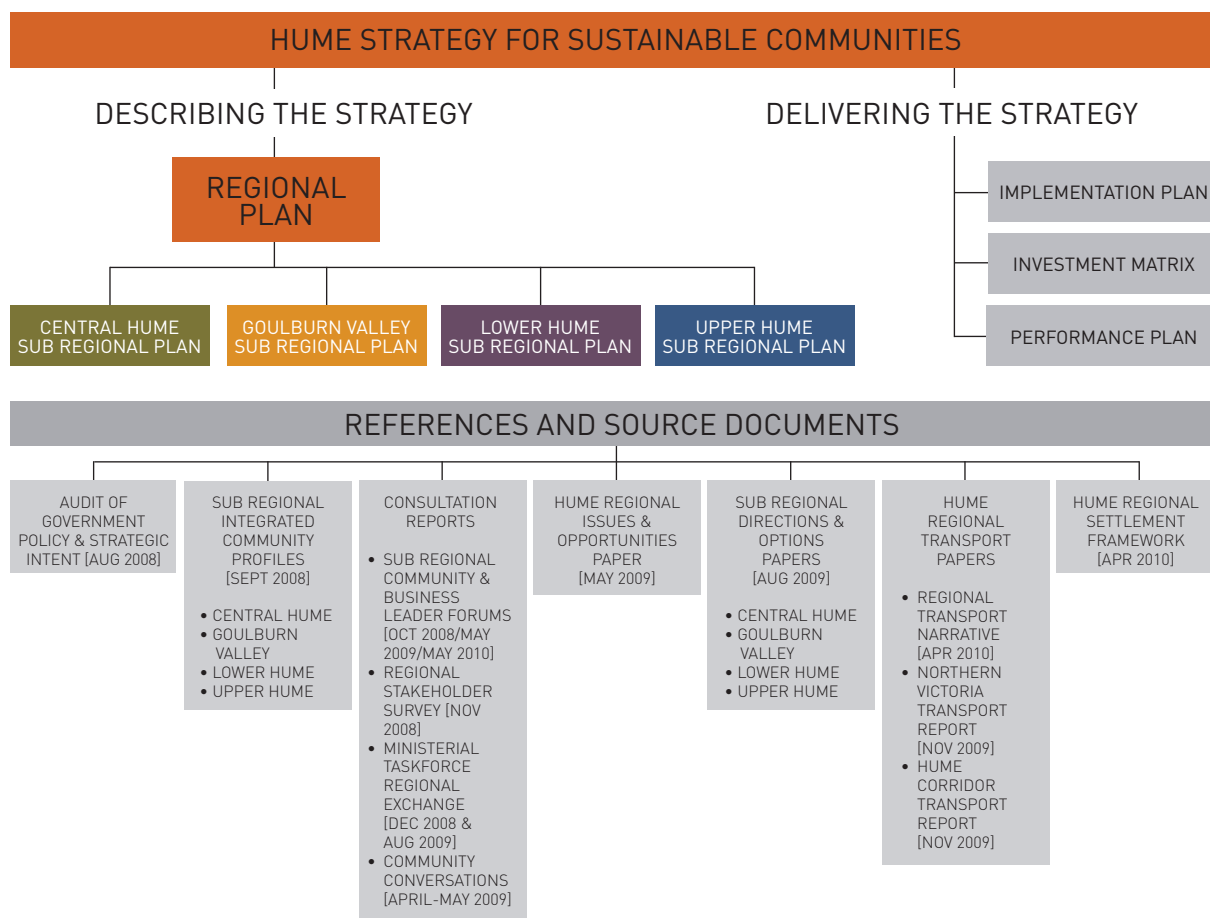 HUME STRATEGY FOR SUSTAINABLE COMMUNITIES
DESCRIBING THE STRATEGY
DELIVERING THE STRATEGY
REGIONAL
PLAN
IMPLEMENTATION PLAN
INVESTMENT MATRIX
PERFORMANCE PLAN
CENTRAL HUME
SUB REGIONAL PLAN
GOULBURN VALLEY
SUB REGIONAL PLAN
LOWER HUME
SUB REGIONAL PLAN
UPPER HUME
SUB REGIONAL PLAN
REFERENCES AND SOURCE DOCUMENTS
AUDIT OF
GOVERNMENT
POLICY & STRATEGIC
INTENT [AUG 2008]
SUB REGIONAL
INTEGRATED
COMMUNITY
PROFILES
[SEPT 2008]
• CENTRAL HUME
• GOULBURN
VALLEY
• LOWER HUME
• UPPER HUME
CONSULTATION
REPORTS
• SUB REGIONAL
COMMUNITY &
BUSINESS
LEADER FORUMS
[OCT 2008/MAY
2009/MAY 2010]
• REGIONAL
STAKEHOLDER
SURVEY [NOV
2008]
• MINISTERIAL
TASKFORCE
REGIONAL
EXCHANGE
[DEC 2008 &
AUG 2009]
• COMMUNITY
CONVERSATIONS
[APRIL-MAY 2009]
HUME REGIONAL
ISSUES &
OPPORTUNITIES
PAPER
[MAY 2009]
SUB REGIONAL
DIRECTIONS &
OPTIONS
PAPERS
[AUG 2009]
• CENTRAL HUME
• GOULBURN
VALLEY
• LOWER HUME
• UPPER HUME
HUME
REGIONAL
TRANSPORT
PAPERS
• REGIONAL
TRANSPORT
NARRATIVE
[APR 2010]
• NORTHERN
VICTORIA
TRANSPORT
REPORT
[NOV 2009]
• HUME
CORRIDOR
TRANSPORT
REPORT
[NOV 2009]
HUME REGIONAL
SETTLEMENT
FRAMEWORK
[APR 2010]